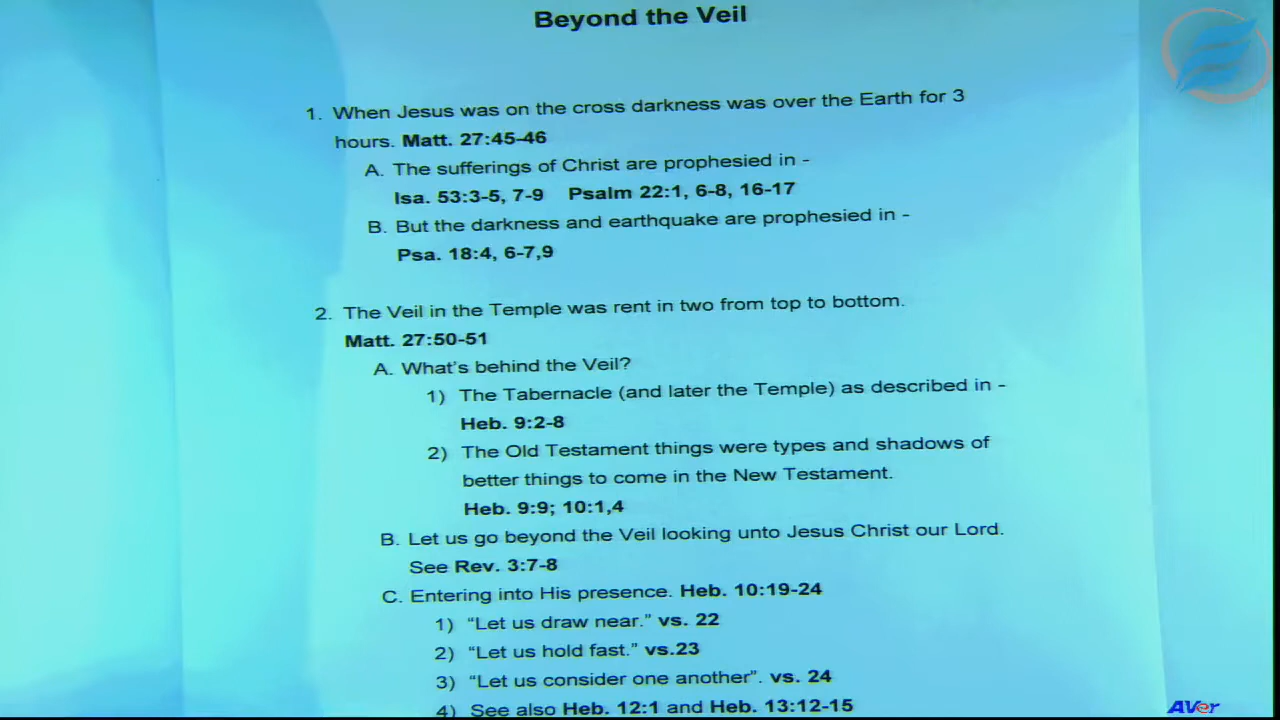 Beyond the Veil
1. When Jesus was on the cross darkness was over the Earth for 3
hours. Matt. 27:45-46
A. The sufferings of Christ are prophesied in -
Isa. 53:3-5, 7-9 Psalm 22:1, 6-8, 16-17
B. But the darkness and earthquake are prophesied in -
Psa. 18:4, 6-7,9
2. The Veil in the Temple was rent in two from top to bottom.
Matt. 27:50-51
A. What's behind the Veil?
1) The Tabernacle (and later the Temple) as described in -
Heb. 9:2-8
2) The Old Testament things were types and shadows of
better things to come in the New Testament.
Heb. 9:9; 10:1,4
B. Let us go beyond the Veil looking unto Jesus Christ our Lord.
See Rev. 3:7-8
C. Entering into His presence. Heb. 10:19-24
1) “Let us draw near.” vs. 22
2) “Let us hold fast.” vs.23
3) “Let us consider one another”. vs. 24
4) See also Heb. 12:1 and Heb. 13:12-15
AVer